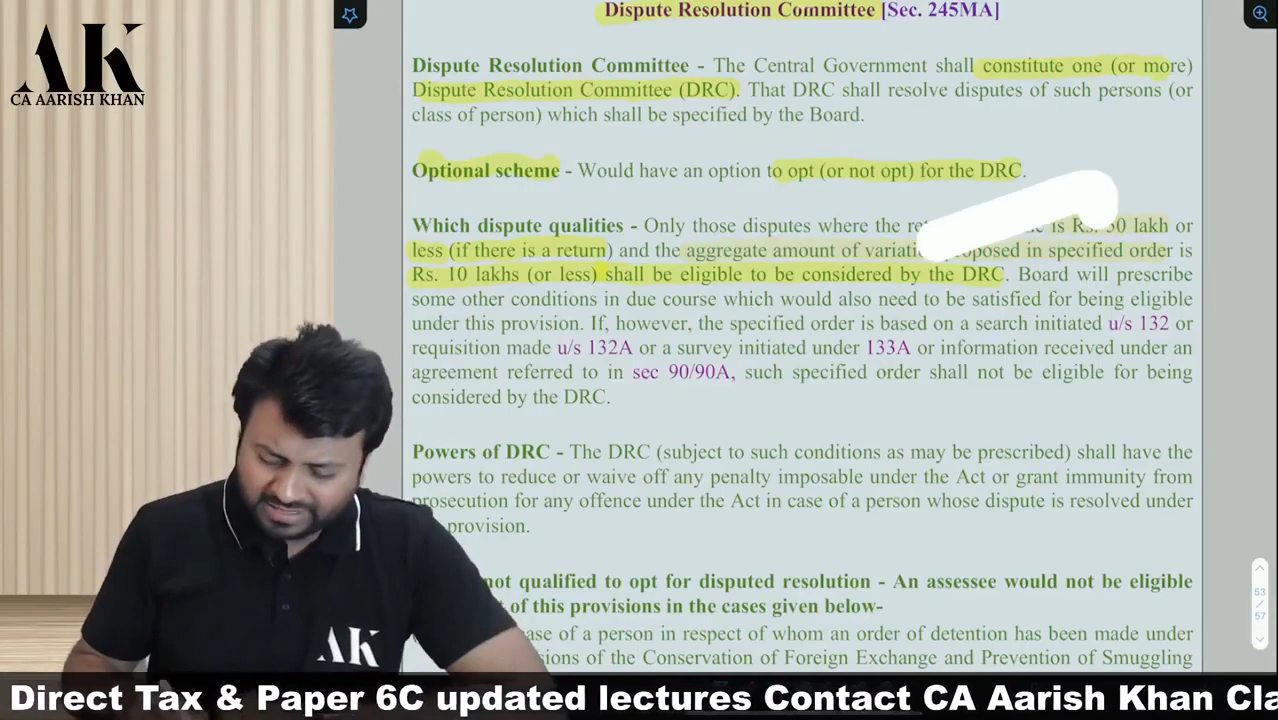 Dispute Resolution Committee [Sec. 245MA]
AK
CA AARISH KHAN
Dispute Resolution Committee - The Central Government shall constitute one (or more)
Dispute Resolution Committee (DRC). That DRC shall resolve disputes of such persons (or
class of person) which shall be specified by the Board.
Optional scheme - Would have an option to opt (or not opt) for the DRC.
Which dispute qualities - Only those disputes where the is Rs. 50 lakh or
less (if there is a return) and the aggregate amount of in specified order is
Rs. 10 lakhs (or less) shall be eligible to be considered by the DRC. Board will prescribe
some other conditions in due course which would also need to be satisfied for being eligible
under this provision. If, however, the specified order is based on a search initiated u/s 132 or
requisition made u/s 132A or a survey initiated under 133A or information received under an
agreement referred to in sec 90/90A, such specified order shall not be eligible for being
considered by the DRC.
Powers of DRC - The DRC (subject to such conditions as may be prescribed) shall have the
powers to reduce or waive off any penalty imposable under the Act or grant immunity from
prosecution for any offence under the Act in case of a person whose dispute is resolved under
provision.
not qualified to opt for disputed resolution - An assessee would not be eligible
of this provisions in the cases given below-
of a person in respect of whom an order of detention has been made under
of the Conservation of Foreign Exchange and Prevention of Smuggling
53
/
57
AK
Direct Tax & Paper 6C updated lectures Contact CA Aarish Khan Cla